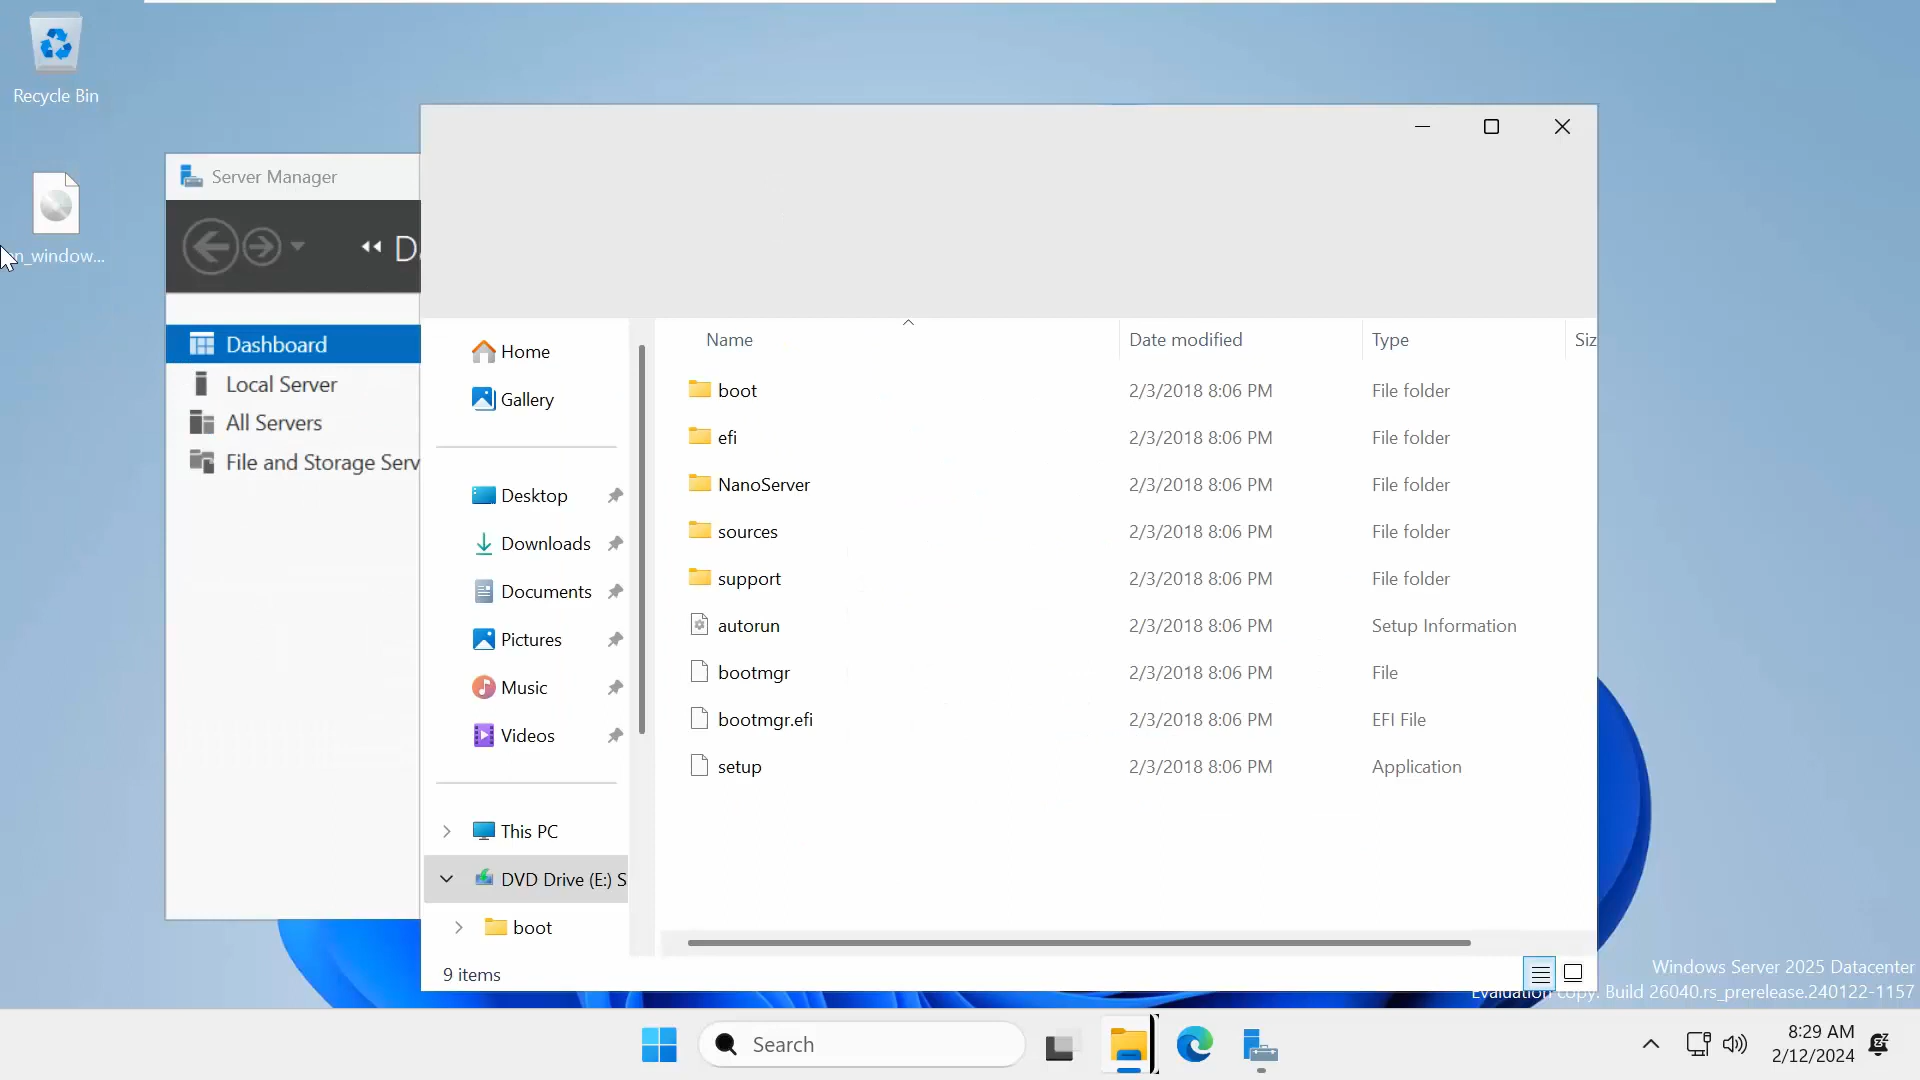 Recycle Bin
n_window...
Server Manager
Dashboard
Local Server
All Servers
File and Storage Serv
Home
Gallery
Desktop
Downloads
Documents
Pictures
Music
Videos
This PC
DVD Drive (E:) S
boot
9 items
Name Date modified Type Siz
boot 2/3/2018 8:06 PM File folder
efi 2/3/2018 8:06 PM File folder
NanoServer 2/3/2018 8:06 PM File folder
sources 2/3/2018 8:06 PM File folder
support 2/3/2018 8:06 PM File folder
autorun 2/3/2018 8:06 PM Setup Information
bootmgr 2/3/2018 8:06 PM File
bootmgr.efi 2/3/2018 8:06 PM EFI File
setup 2/3/2018 8:06 PM Application
Windows Server 2025 Datacenter
Evaluation copy. Build 26040.rs_prerelease.240122-1157
Search
8:29 AM
2/12/2024